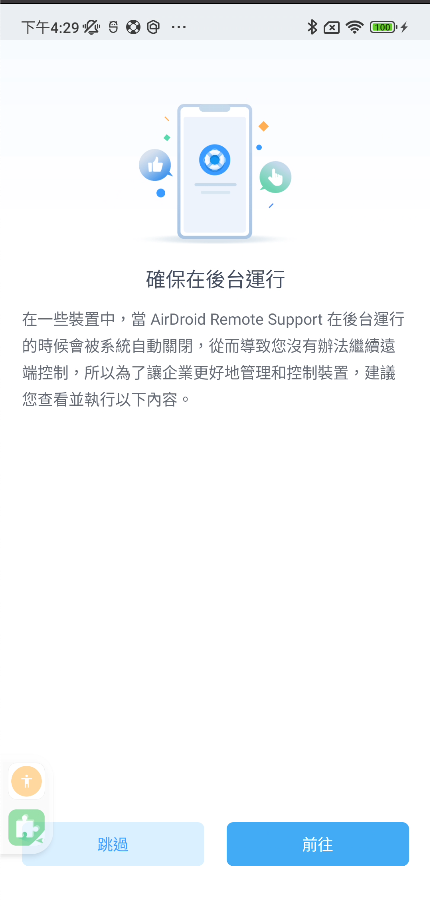 下午4:29
100
確保在後台運行
在一些裝置中，當 AirDroid Remote Support 在後台運行
的時候會被系統自動關閉，從而導致您沒有辦法繼續遠
端控制，所以為了讓企業更好地管理和控制裝置，建議
您查看並執行以下內容。
跳過
前往